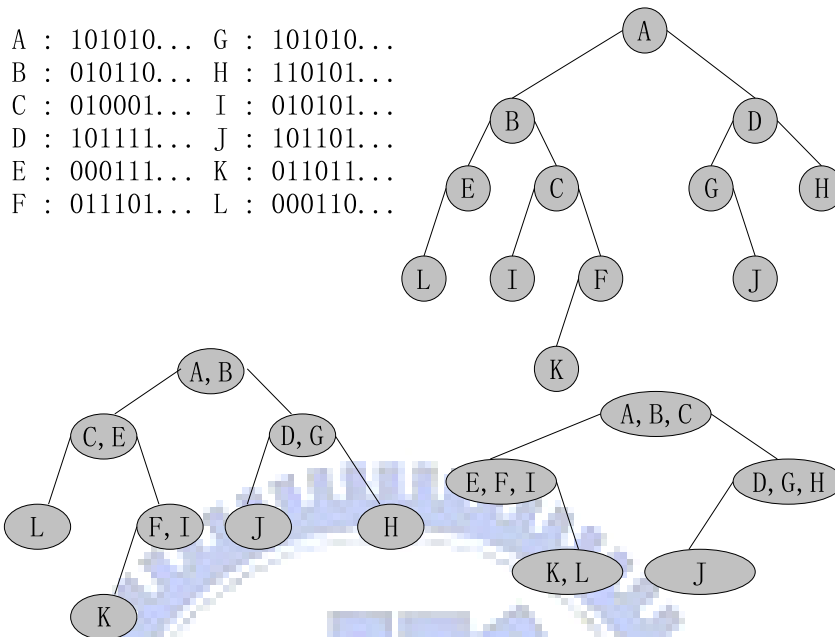 A : 101010... G : 101010...
B : 010110... H : 110101...
C : 010001... I : 010101...
D : 101111... J : 101101...
E : 000111... K : 011011...
F : 011101... L : 000110...
A
B D
E C G H
L I F J
K
A,B
C,E D,G
L F,I J H
K
A,B,C
E,F,I D,G,H
K,L J